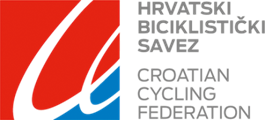 HRVATSKI
BICIKLISTIČKI
SAVEZ
CROATIAN
CYCLING
FEDERATION